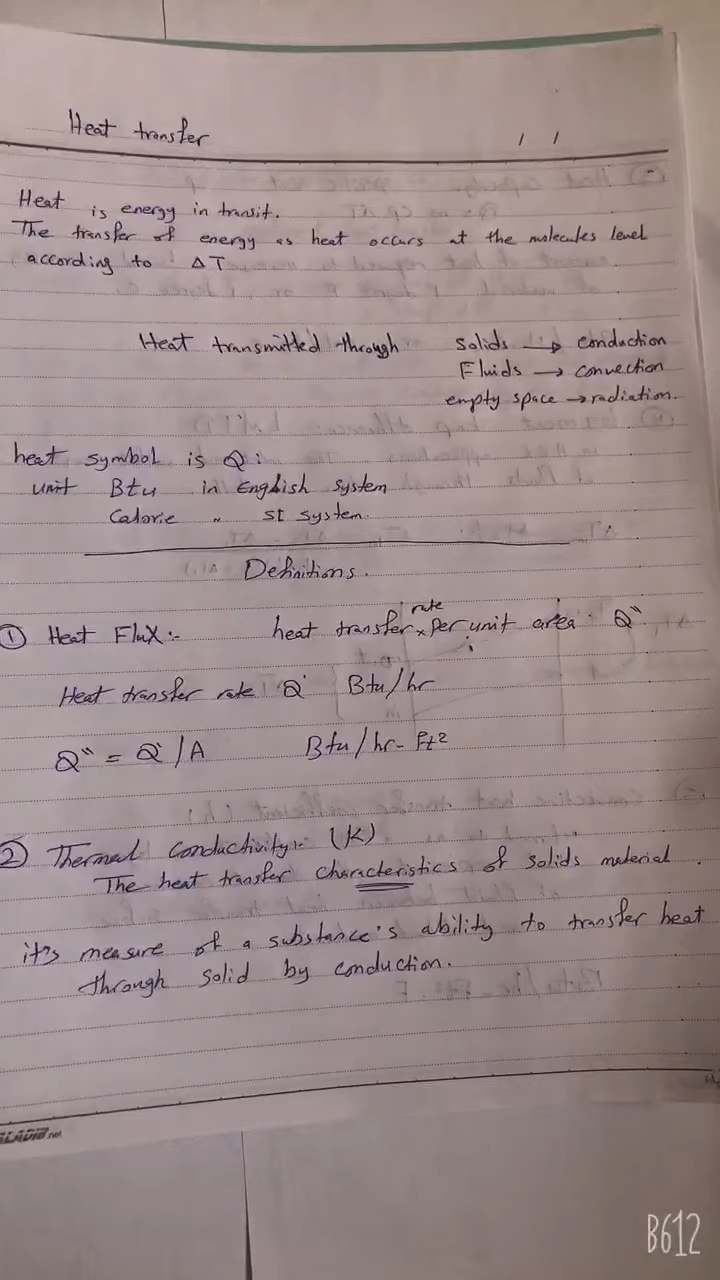 Heat transfer / /
Heat is energy in transit.
The transfer of energy as heat occurs at the molecules level
according to ΔT
Heat transmitted through solids → conduction
Fluids → convection
empty space → radiation.
heat symbol is Q:
unit Btu in English system
Calorie " st system.
Definitions.
① Heat Flux:- heat transfer rate per unit area Q"
Heat transfer rate Q̇ Btu/hr
Q" = Q̇ / A Btu/hr-Ft²
② Thermal conductivity:- (K)
The heat transfer characteristics of solids material.
it's measure of a substance's ability to transfer heat
through solid by conduction.
B612